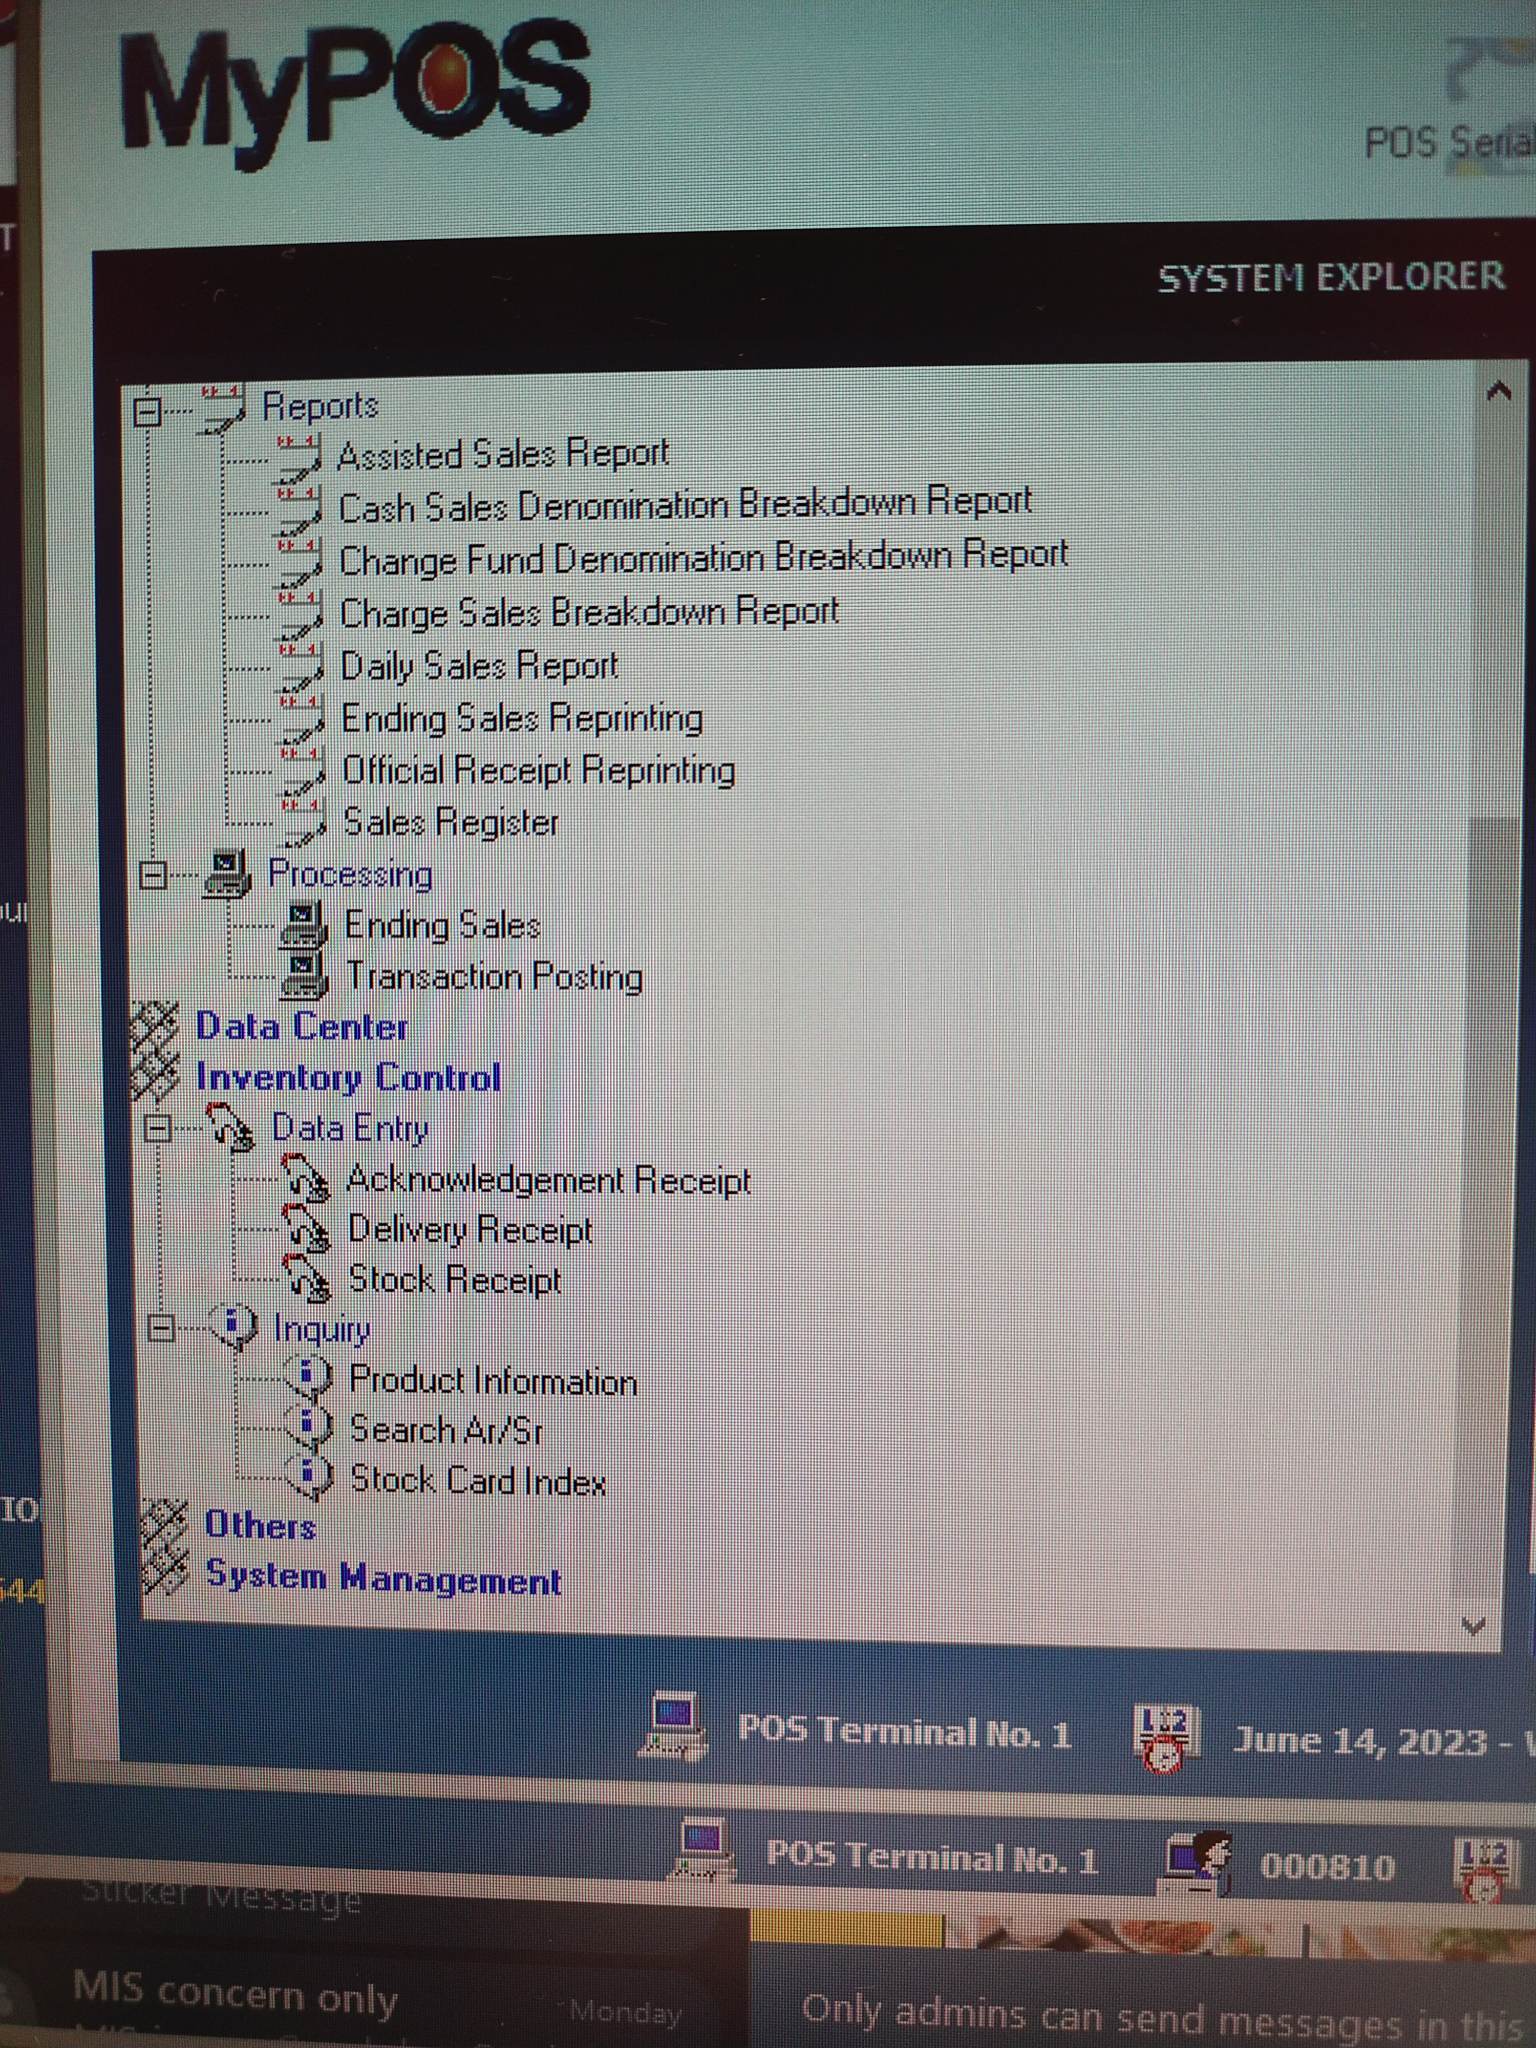 MyPOS
POS Serial
SYSTEM EXPLORER
Reports
Assisted Sales Report
Cash Sales Denomination Breakdown Report
Change Fund Denomination Breakdown Report
Charge Sales Breakdown Report
Daily Sales Report
Ending Sales Reprinting
Official Receipt Reprinting
Sales Register
Processing
Ending Sales
Transaction Posting
Data Center
Inventory Control
Data Entry
Acknowledgement Receipt
Delivery Receipt
Stock Receipt
Inquiry
Product Information
Search Ar/Sr
Stock Card Index
Others
System Management
544
POS Terminal No. 1
June 14, 2023 -
POS Terminal No. 1
000810
Sticker Message
MIS concern only
Monday
Only admins can send messages in this